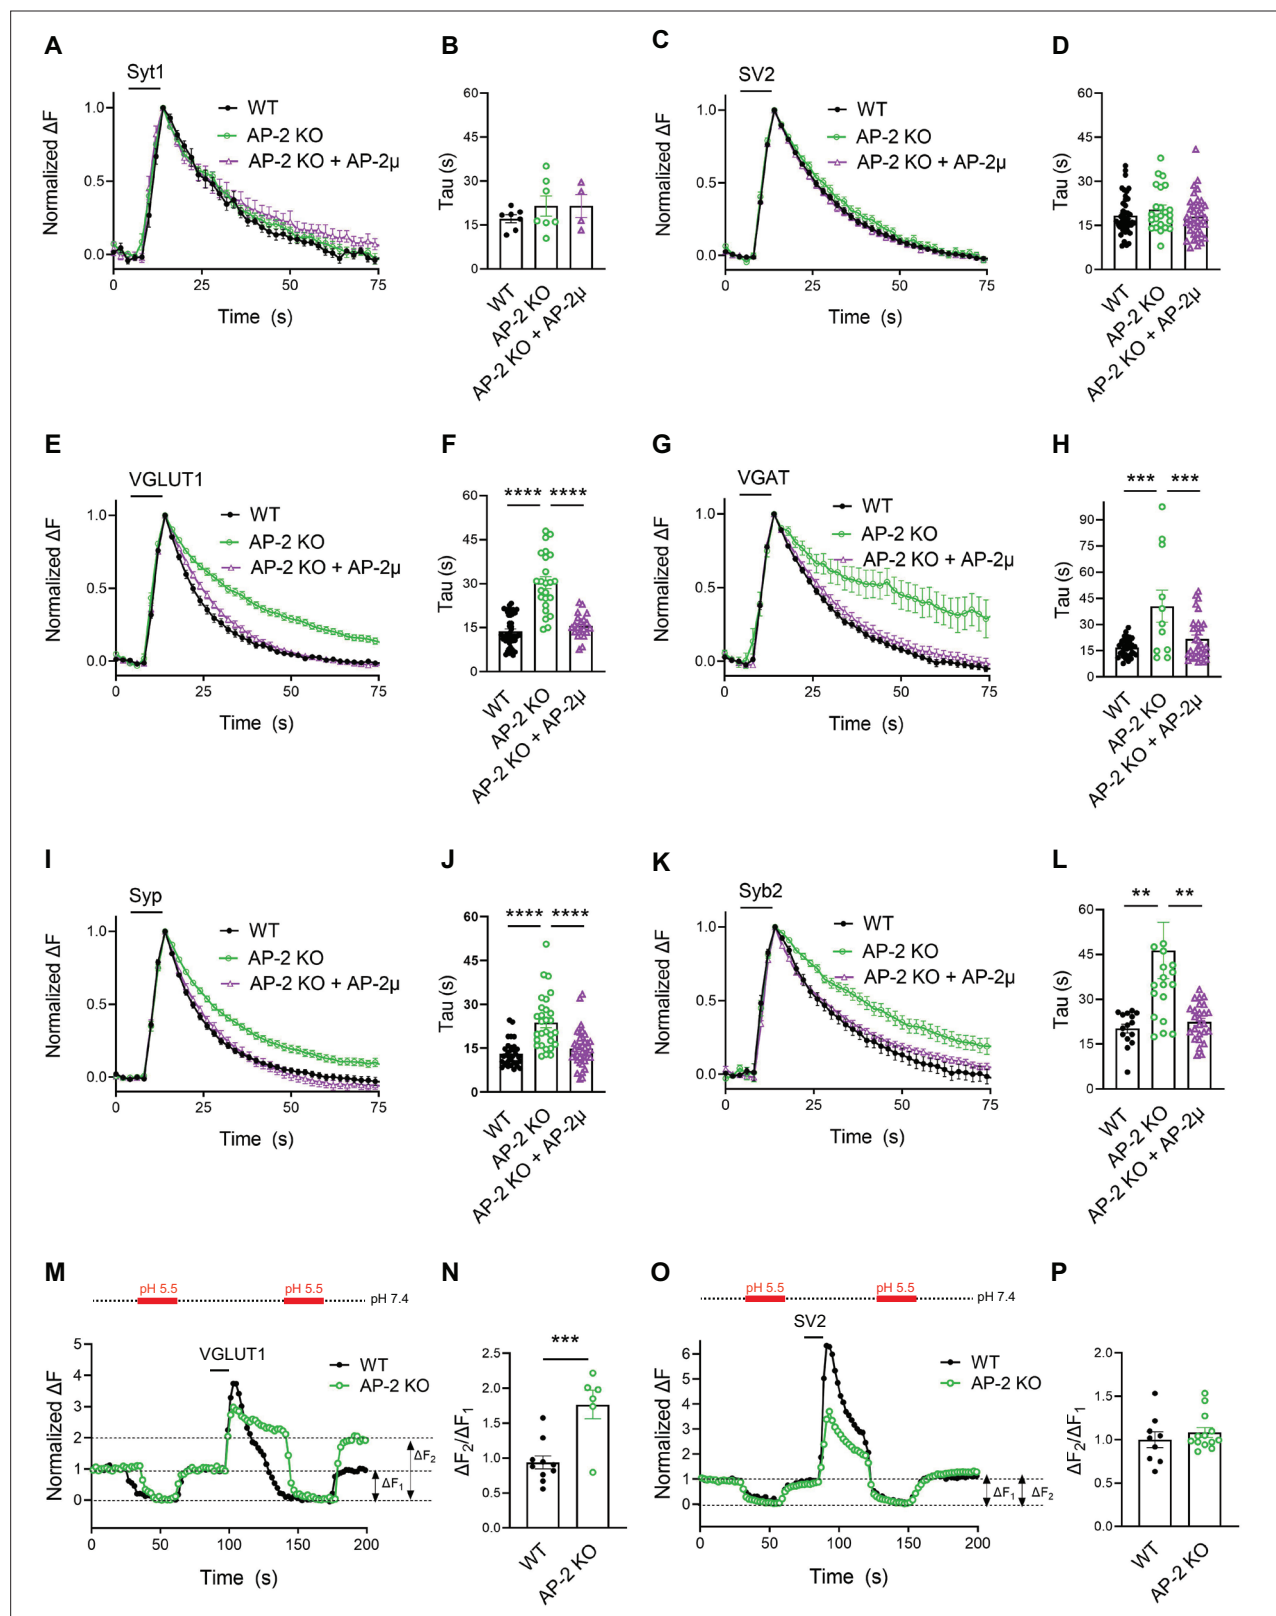 A
Syt1
Normalized ΔF
1.0
0.5
0.0
WT
AP-2 KO
AP-2 KO + AP-2μ
0
25
50
75
Time (s)
B
Tau (s)
60
45
30
15
0
WT
AP-2 KO
AP-2 KO + AP-2μ
C
SV2
Normalized ΔF
1.0
0.5
0.0
WT
AP-2 KO
AP-2 KO + AP-2μ
0
25
50
75
Time (s)
D
Tau (s)
60
45
30
15
0
WT
AP-2 KO
AP-2 KO + AP-2μ
E
VGLUT1
Normalized ΔF
1.0
0.5
0.0
WT
AP-2 KO
AP-2 KO + AP-2μ
0
25
50
75
Time (s)
F
**** ****
Tau (s)
60
45
30
15
0
WT
AP-2 KO
AP-2 KO + AP-2μ
G
VGAT
Normalized ΔF
1.0
0.5
0.0
WT
AP-2 KO
AP-2 KO + AP-2μ
0
25
50
75
Time (s)
H
*** ***
Tau (s)
90
75
60
45
30
15
0
WT
AP-2 KO
AP-2 KO + AP-2μ
I
Syp
Normalized ΔF
1.0
0.5
0.0
WT
AP-2 KO
AP-2 KO + AP-2μ
0
25
50
75
Time (s)
J
**** ****
Tau (s)
60
45
30
15
0
WT
AP-2 KO
AP-2 KO + AP-2μ
K
Syb2
Normalized ΔF
1.0
0.5
0.0
WT
AP-2 KO
AP-2 KO + AP-2μ
0
25
50
75
Time (s)
L
** **
Tau (s)
60
45
30
15
0
WT
AP-2 KO
AP-2 KO + AP-2μ
M
pH 5.5
pH 5.5
pH 7.4
VGLUT1
Normalized ΔF
5
4
3
2
1
0
WT
AP-2 KO
ΔF1
ΔF2
0
50
100
150
200
Time (s)
N
***
ΔF2/ΔF1
2.5
2.0
1.5
1.0
0.5
0.0
WT
AP-2 KO
O
pH 5.5
pH 5.5
pH 7.4
SV2
Normalized ΔF
6
5
4
3
2
1
0
WT
AP-2 KO
ΔF1
ΔF2
0
50
100
150
200
Time (s)
P
ΔF2/ΔF1
2.0
1.5
1.0
0.5
0.0
WT
AP-2 KO